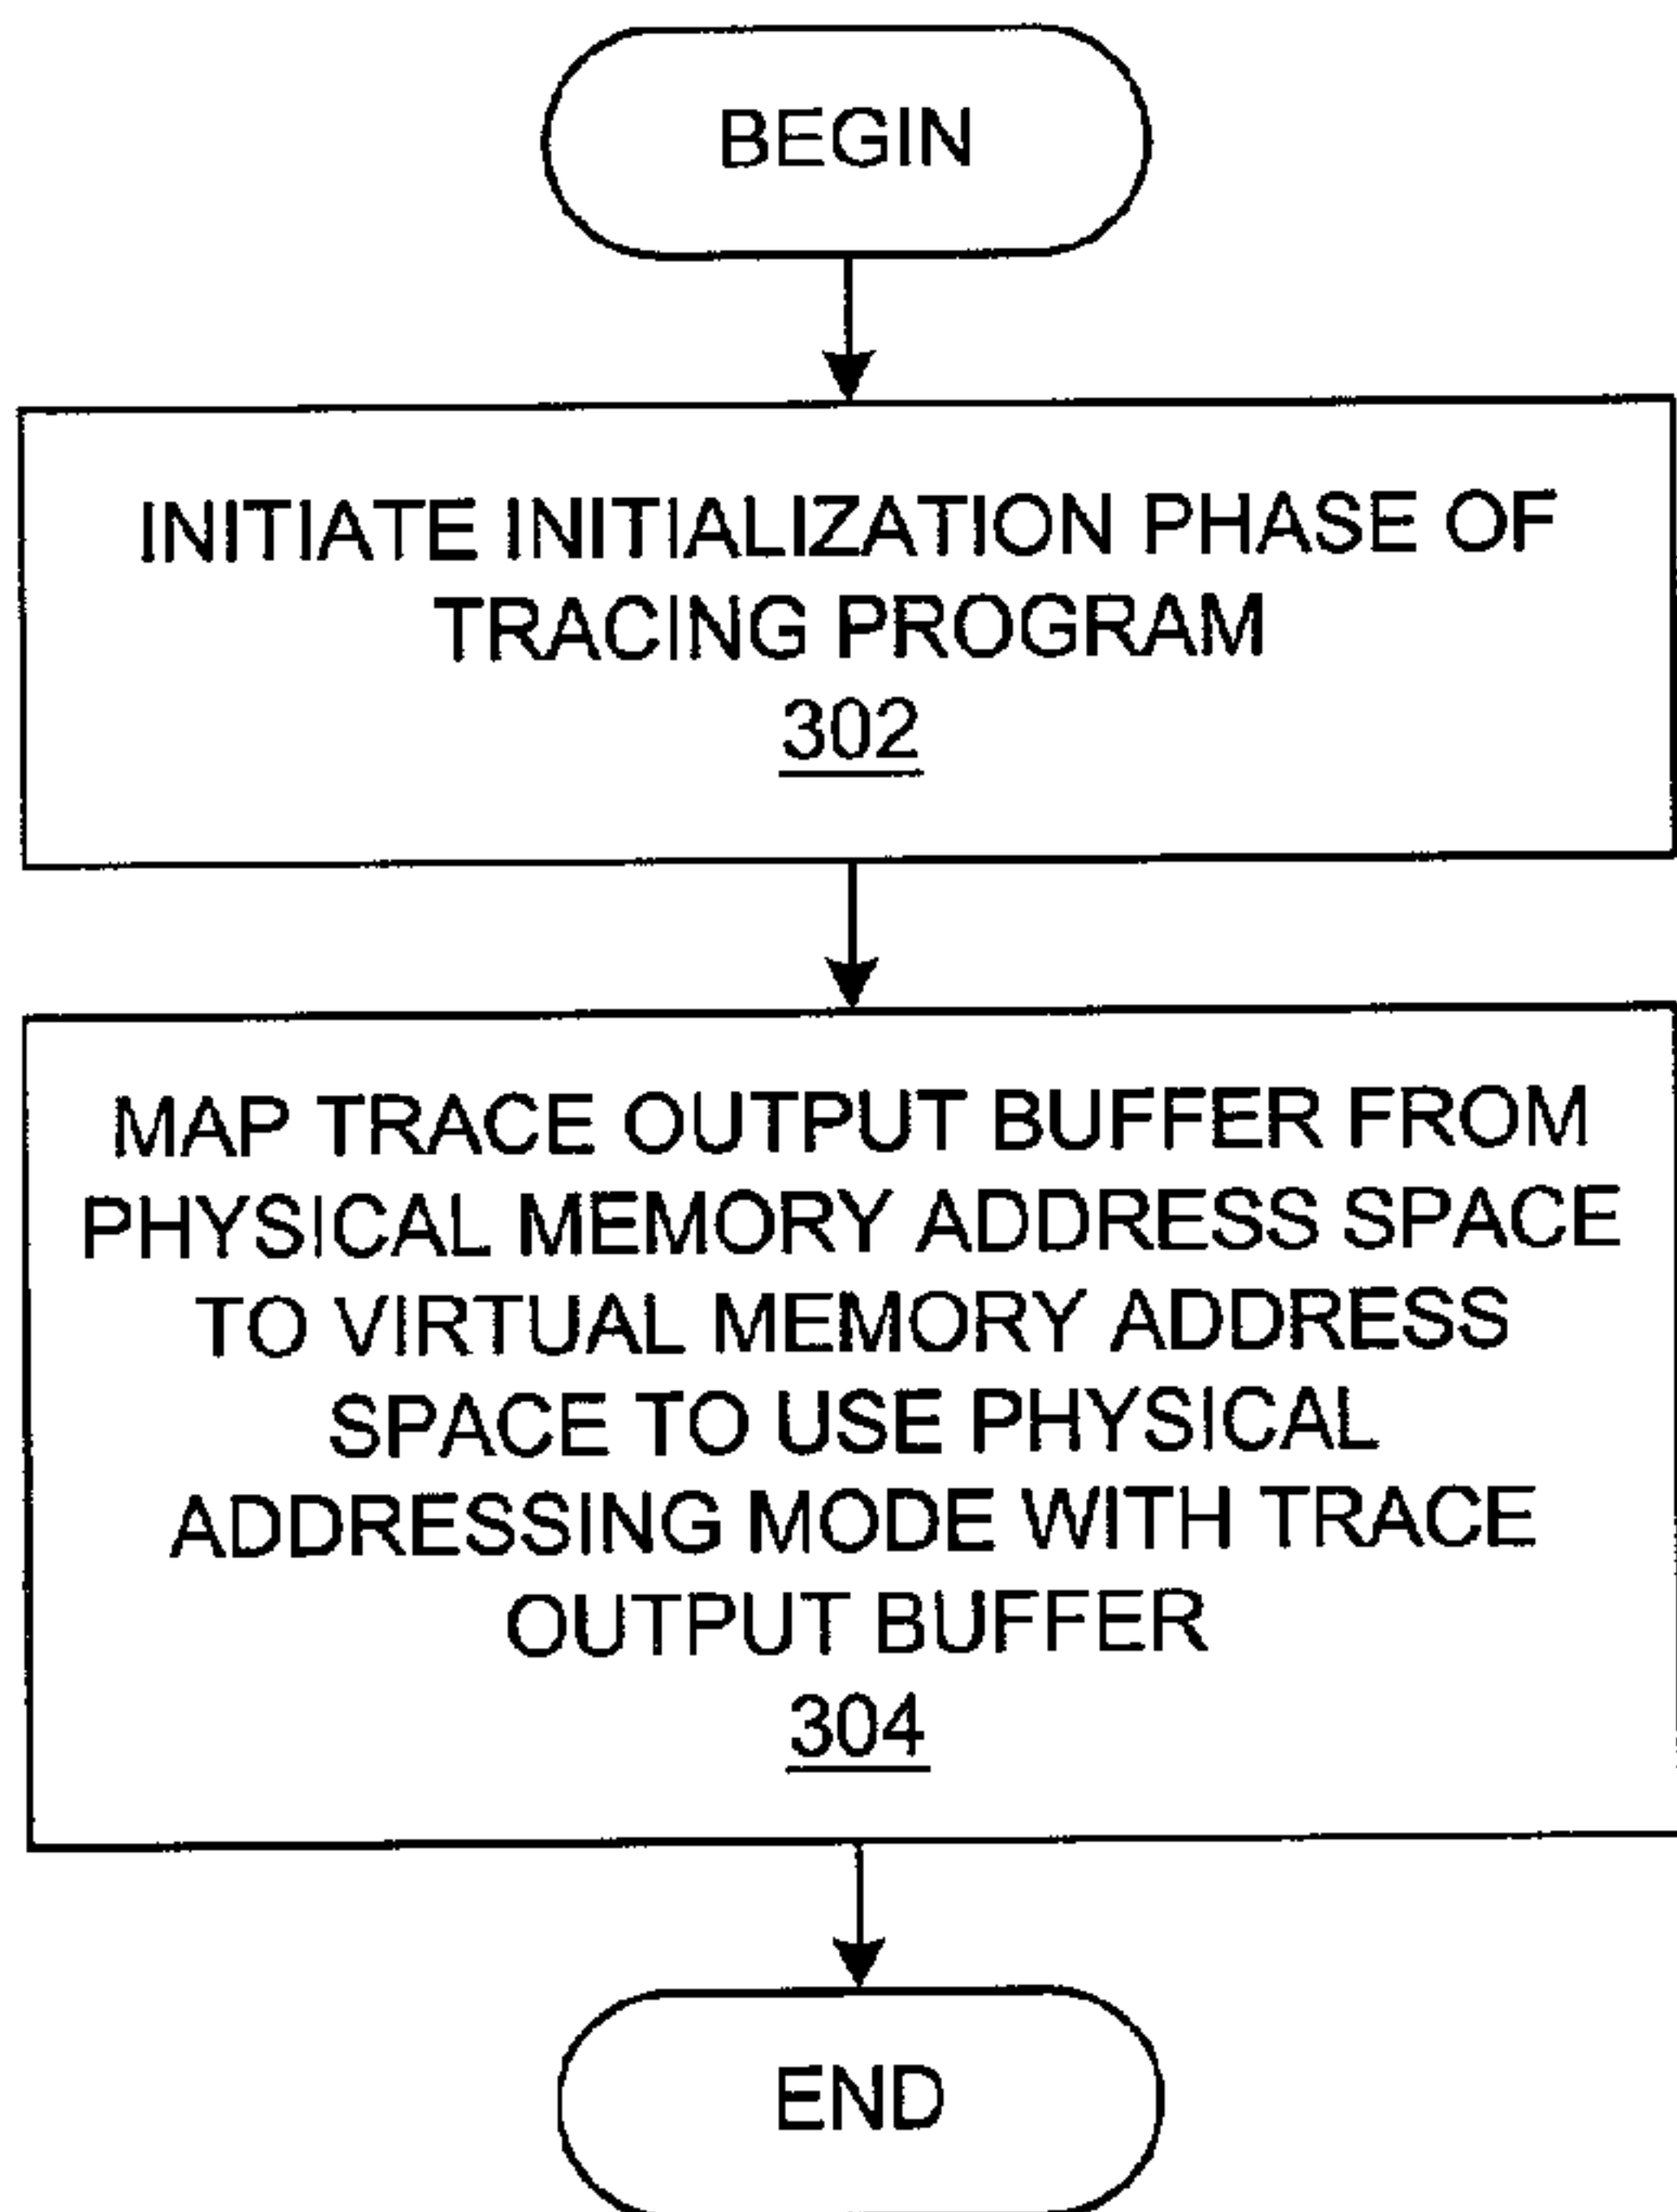 BEGIN
INITIATE INITIALIZATION PHASE OF
TRACING PROGRAM
302
MAP TRACE OUTPUT BUFFER FROM
PHYSICAL MEMORY ADDRESS SPACE
TO VIRTUAL MEMORY ADDRESS
SPACE TO USE PHYSICAL
ADDRESSING MODE WITH TRACE
OUTPUT BUFFER
304
END